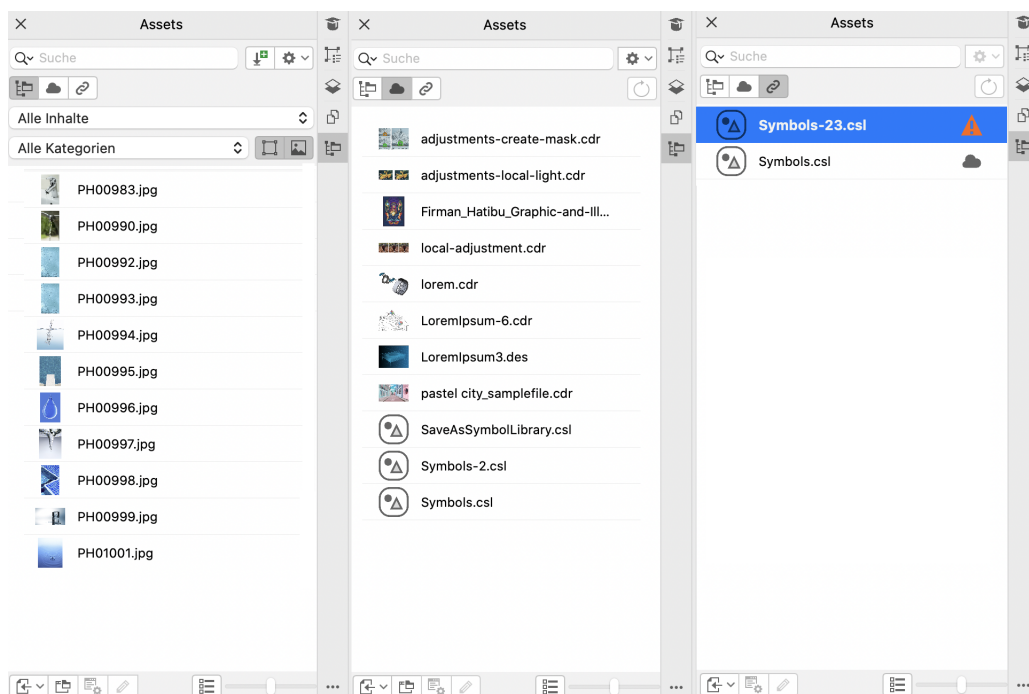 Assets
Suche
Alle Inhalte
Alle Kategorien
PH00983.jpg
PH00990.jpg
PH00992.jpg
PH00993.jpg
PH00994.jpg
PH00995.jpg
PH00996.jpg
PH00997.jpg
PH00998.jpg
PH00999.jpg
PH01001.jpg
Assets
Suche
adjustments-create-mask.cdr
adjustments-local-light.cdr
Firman_Hatibu_Graphic-and-Ill...
local-adjustment.cdr
lorem.cdr
LoremIpsum-6.cdr
LoremIpsum3.des
pastel city_samplefile.cdr
SaveAsSymbolLibrary.csl
Symbols-2.csl
Symbols.csl
Assets
Suche
Symbols-23.csl
Symbols.csl